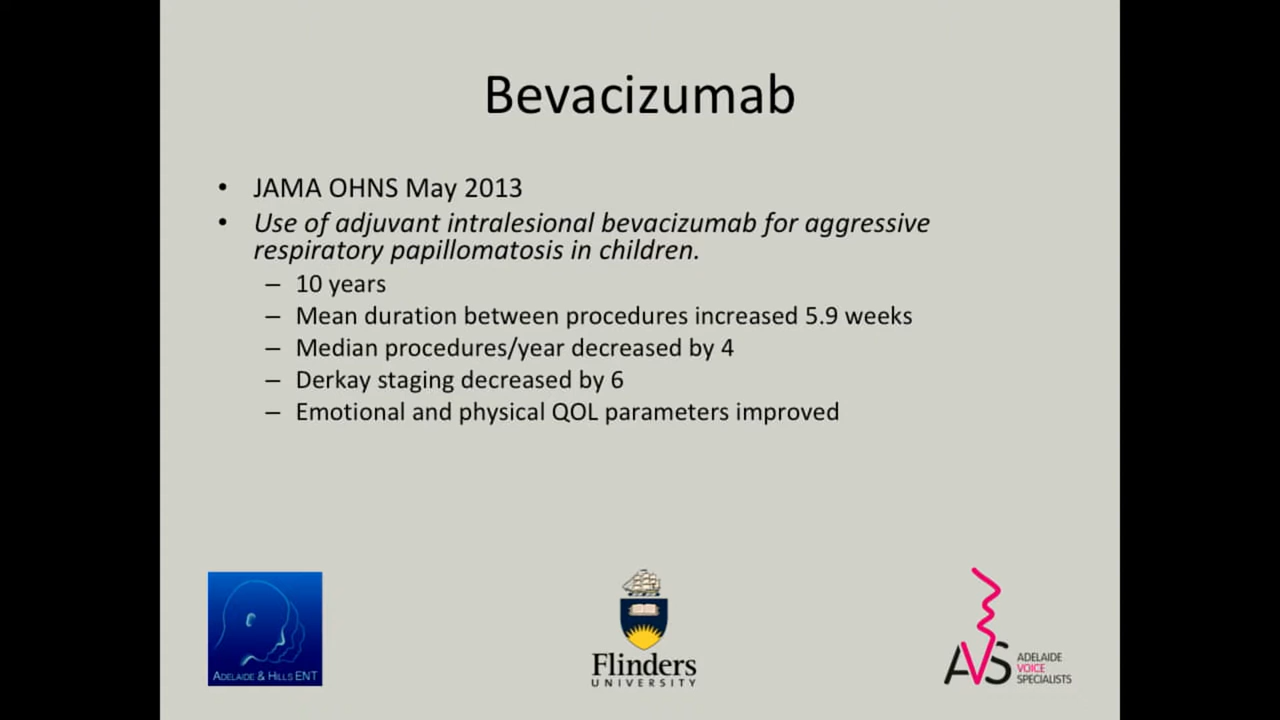 Bevacizumab
• JAMA OHNS May 2013
• Use of adjuvant intralesional bevacizumab for aggressive
respiratory papillomatosis in children.
– 10 years
– Mean duration between procedures increased 5.9 weeks
– Median procedures/year decreased by 4
– Derkay staging decreased by 6
– Emotional and physical QOL parameters improved
ADELAIDE & HILLS ENT
Flinders
UNIVERSITY
AVS
ADELAIDE
VOICE
SPECIALISTS